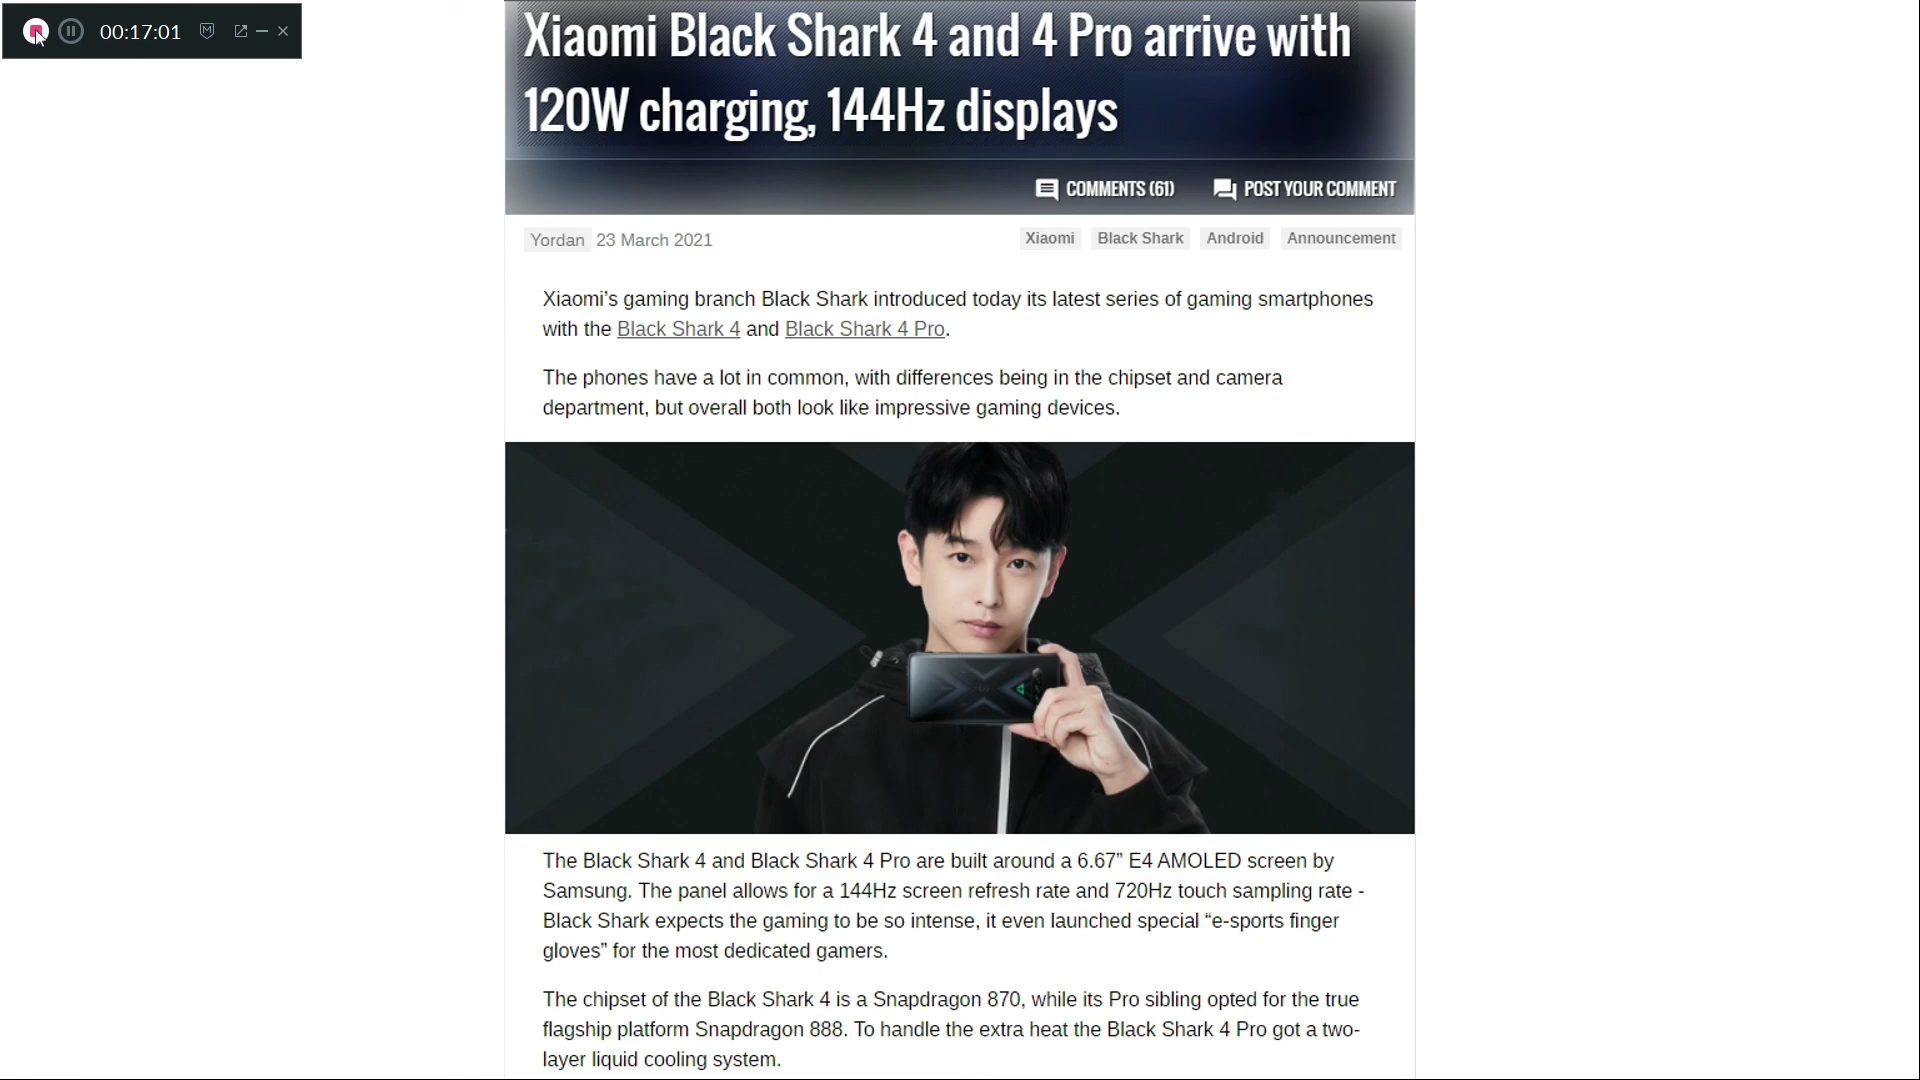 00:17:01
Xiaomi Black Shark 4 and 4 Pro arrive with
120W charging, 144Hz displays
COMMENTS (61) POST YOUR COMMENT
Yordan 23 March 2021 Xiaomi Black Shark Android Announcement
Xiaomi’s gaming branch Black Shark introduced today its latest series of gaming smartphones
with the Black Shark 4 and Black Shark 4 Pro.
The phones have a lot in common, with differences being in the chipset and camera
department, but overall both look like impressive gaming devices.
The Black Shark 4 and Black Shark 4 Pro are built around a 6.67” E4 AMOLED screen by
Samsung. The panel allows for a 144Hz screen refresh rate and 720Hz touch sampling rate -
Black Shark expects the gaming to be so intense, it even launched special “e-sports finger
gloves” for the most dedicated gamers.
The chipset of the Black Shark 4 is a Snapdragon 870, while its Pro sibling opted for the true
flagship platform Snapdragon 888. To handle the extra heat the Black Shark 4 Pro got a two-
layer liquid cooling system.